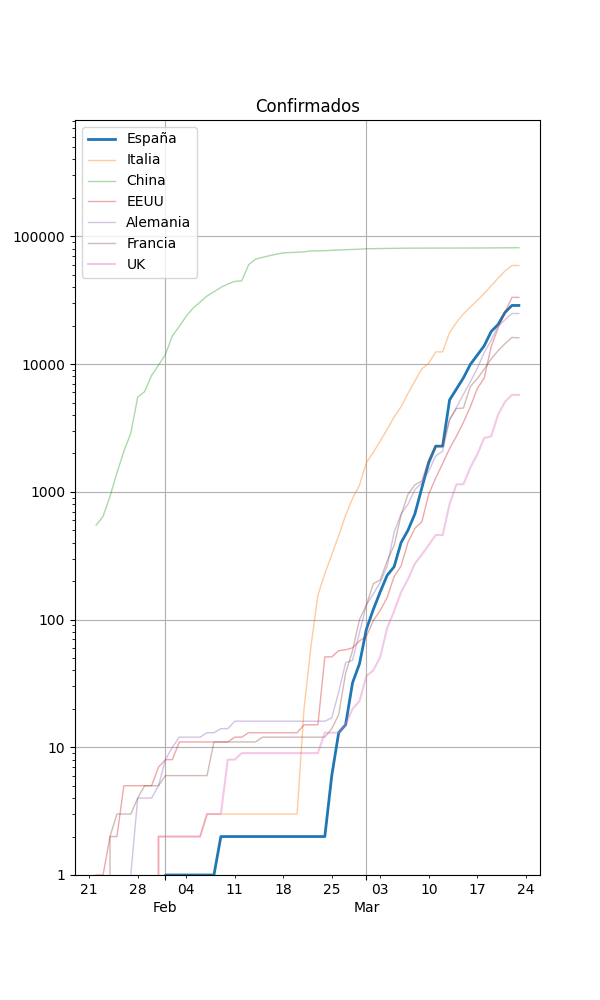 Confirmados
España
Italia
China
EEUU
Alemania
Francia
UK
100000
10000
1000
100
10
1
21 28 04 11 18 25 03 10 17 24
Feb Mar